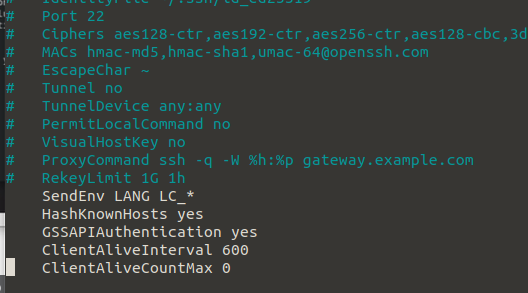 #   Port 22
#   Ciphers aes128-ctr,aes192-ctr,aes256-ctr,aes128-cbc,3d
#   MACs hmac-md5,hmac-sha1,umac-64@openssh.com
#   EscapeChar ~
#   Tunnel no
#   TunnelDevice any:any
#   PermitLocalCommand no
#   VisualHostKey no
#   ProxyCommand ssh -q -W %h:%p gateway.example.com
#   RekeyLimit 1G 1h
    SendEnv LANG LC_*
    HashKnownHosts yes
    GSSAPIAuthentication yes
    ClientAliveInterval 600
    ClientAliveCountMax 0